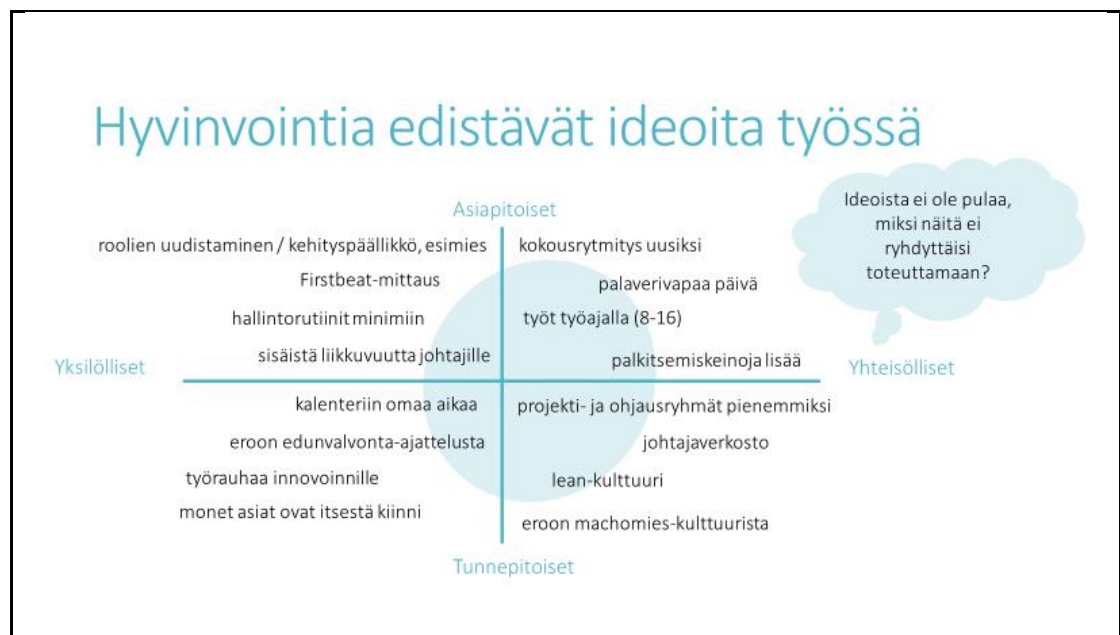 Hyvinvointia edistävät ideoita työssä
Ideoista ei ole pulaa,
miksi näitä ei
ryhdyttäisi
toteuttamaan?
Asiapitoiset
roolien uudistaminen / kehityspäällikkö, esimies
Firstbeat-mittaus
hallintorutiinit minimiin
sisäistä liikkuvuutta johtajille
kokousrytmitys uusiksi
palaverivapaa päivä
työt työajalla (8-16)
palkitsemiskeinoja lisää
Yksilölliset
Yhteisölliset
kalenteriin omaa aikaa
eroon edunvalvonta-ajattelusta
työrauhaa innovoinnille
monet asiat ovat itsestä kiinni
projekti- ja ohjausryhmät pienemmiksi
johtajaverkosto
lean-kulttuuri
eroon machomies-kulttuurista
Tunnepitoiset